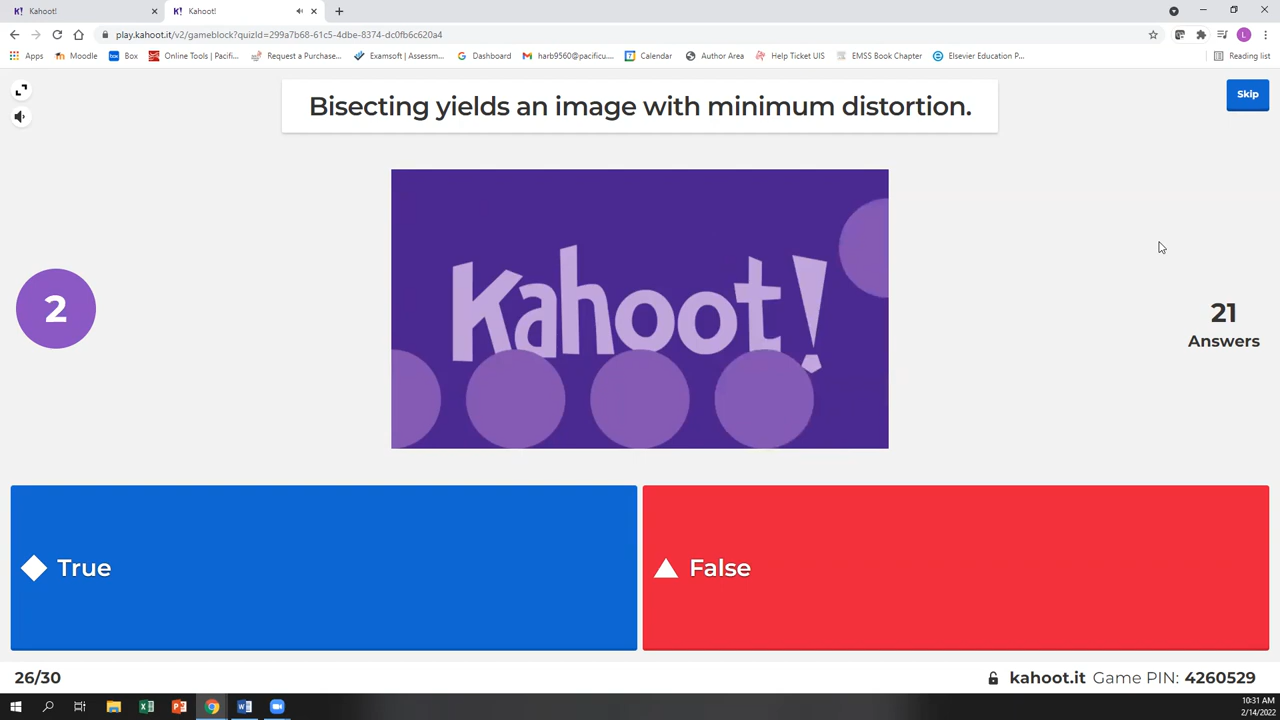 Kahoot!
Kahoot!
play.kahoot.it/v2/gameblock?quizId=299a7b68-61c5-4dbe-8374-dc0fb6c620a4
Apps
Moodle
Box
Online Tools | Pacifi...
Request a Purchase...
Examsoft | Assessm...
Dashboard
harb9560@pacificu....
Calendar
Author Area
Help Ticket UIS
EMSS Book Chapter
Elsevier Education P...
Reading list
Bisecting yields an image with minimum distortion.
Skip
Kahoot!
2
21
Answers
True
False
26/30
kahoot.it Game PIN: 4260529
10:31 AM
2/14/2022